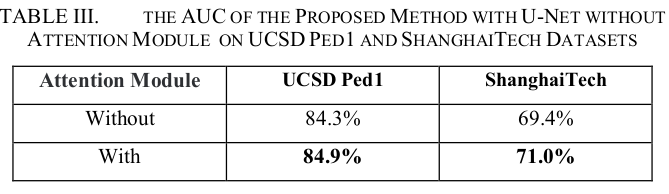 TABLE III. THE AUC OF THE PROPOSED METHOD WITH U-NET WITHOUT
ATTENTION MODULE ON UCSD PED1 AND SHANGHAITECH DATASETS
Attention Module UCSD Ped1 ShanghaiTech
Without 84.3% 69.4%
With 84.9% 71.0%